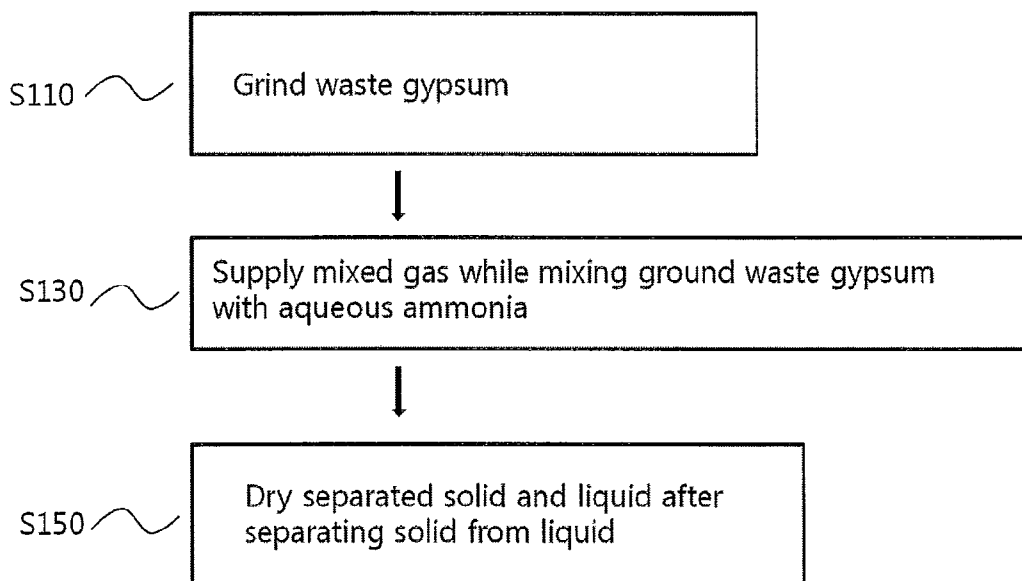 S110
Grind waste gypsum
S130
Supply mixed gas while mixing ground waste gypsum
with aqueous ammonia
S150
Dry separated solid and liquid after
separating solid from liquid